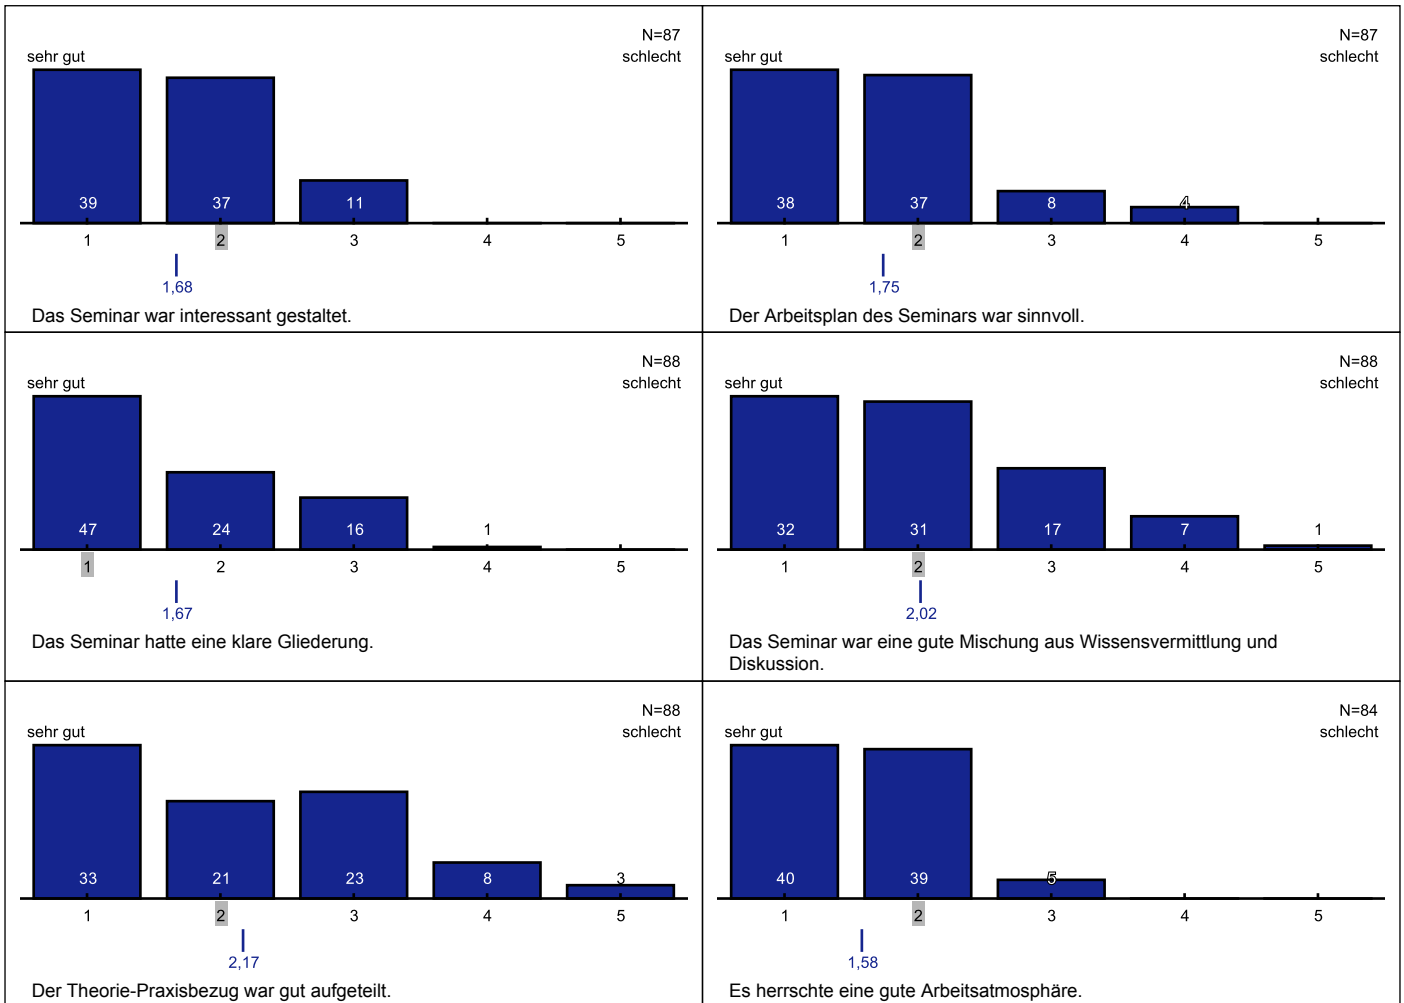 N=87
sehr gut schlecht
39 37 11
1 2 3 4 5
1,68
Das Seminar war interessant gestaltet.
N=87
sehr gut schlecht
38 37 8 4
1 2 3 4 5
1,75
Der Arbeitsplan des Seminars war sinnvoll.
N=88
sehr gut schlecht
47 24 16 1
1 2 3 4 5
1,67
Das Seminar hatte eine klare Gliederung.
N=88
sehr gut schlecht
32 31 17 7 1
1 2 3 4 5
2,02
Das Seminar war eine gute Mischung aus Wissensvermittlung und
Diskussion.
N=88
sehr gut schlecht
33 21 23 8 3
1 2 3 4 5
2,17
Der Theorie-Praxisbezug war gut aufgeteilt.
N=84
sehr gut schlecht
40 39 5
1 2 3 4 5
1,58
Es herrschte eine gute Arbeitsatmosphäre.